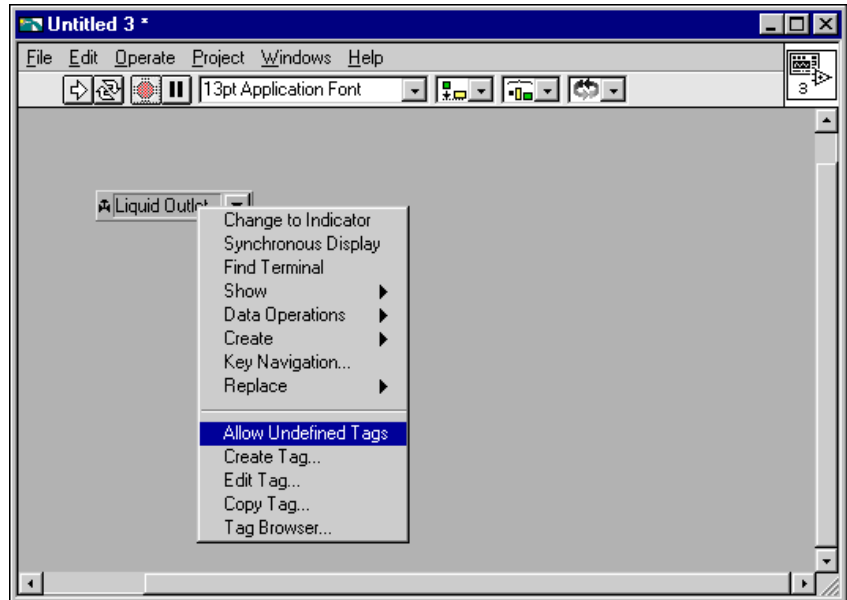 Untitled 3 *
File Edit Operate Project Windows Help
13pt Application Font
3
Liquid Outlet
Change to Indicator
Synchronous Display
Find Terminal
Show
Data Operations
Create
Key Navigation...
Replace
Allow Undefined Tags
Create Tag...
Edit Tag...
Copy Tag...
Tag Browser...